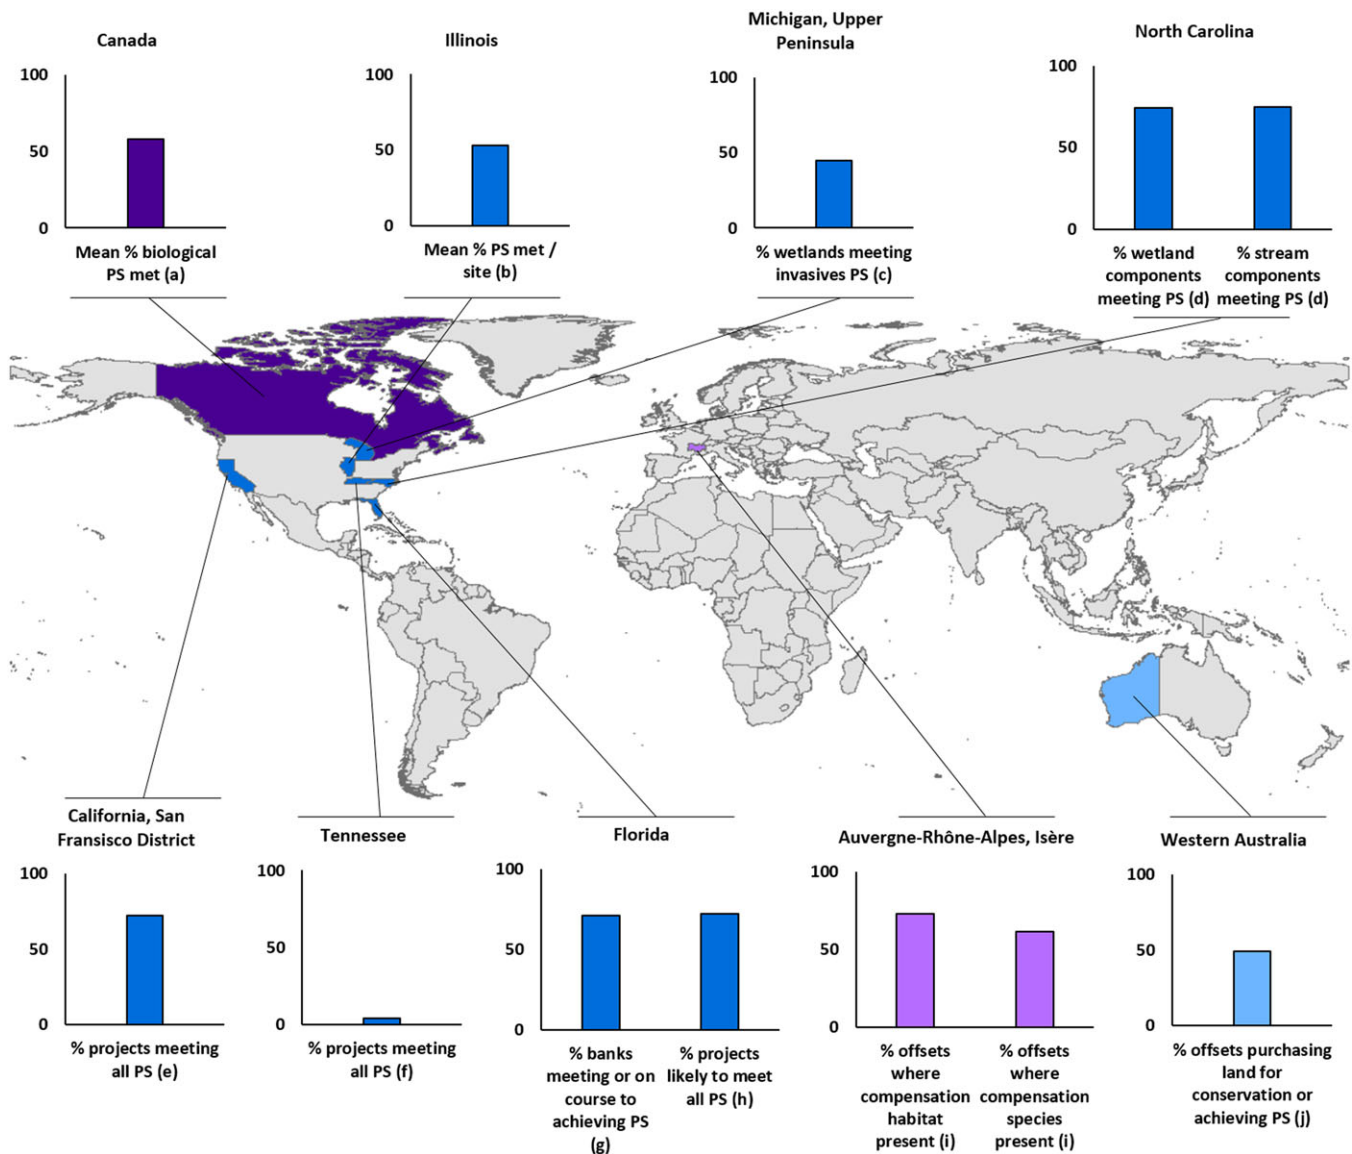 Canada
100
50
0
Mean % biological
PS met (a)
Illinois
100
50
0
Mean % PS met /
site (b)
Michigan, Upper
Peninsula
100
50
0
% wetlands meeting
invasives PS (c)
North Carolina
100
50
0
% wetland
components
meeting PS (d)
% stream
components
meeting PS (d)
California, San
Fransisco District
100
50
0
% projects meeting
all PS (e)
Tennessee
100
50
0
% projects meeting
all PS (f)
Florida
100
50
0
% banks
meeting or on
course to
achieving PS
(g)
% projects
likely to meet
all PS (h)
Auvergne-Rhône-Alpes, Isère
100
50
0
% offsets
where
compensation
habitat
present (i)
% offsets
where
compensation
species
present (i)
Western Australia
100
50
0
% offsets purchasing
land for
conservation or
achieving PS (j)